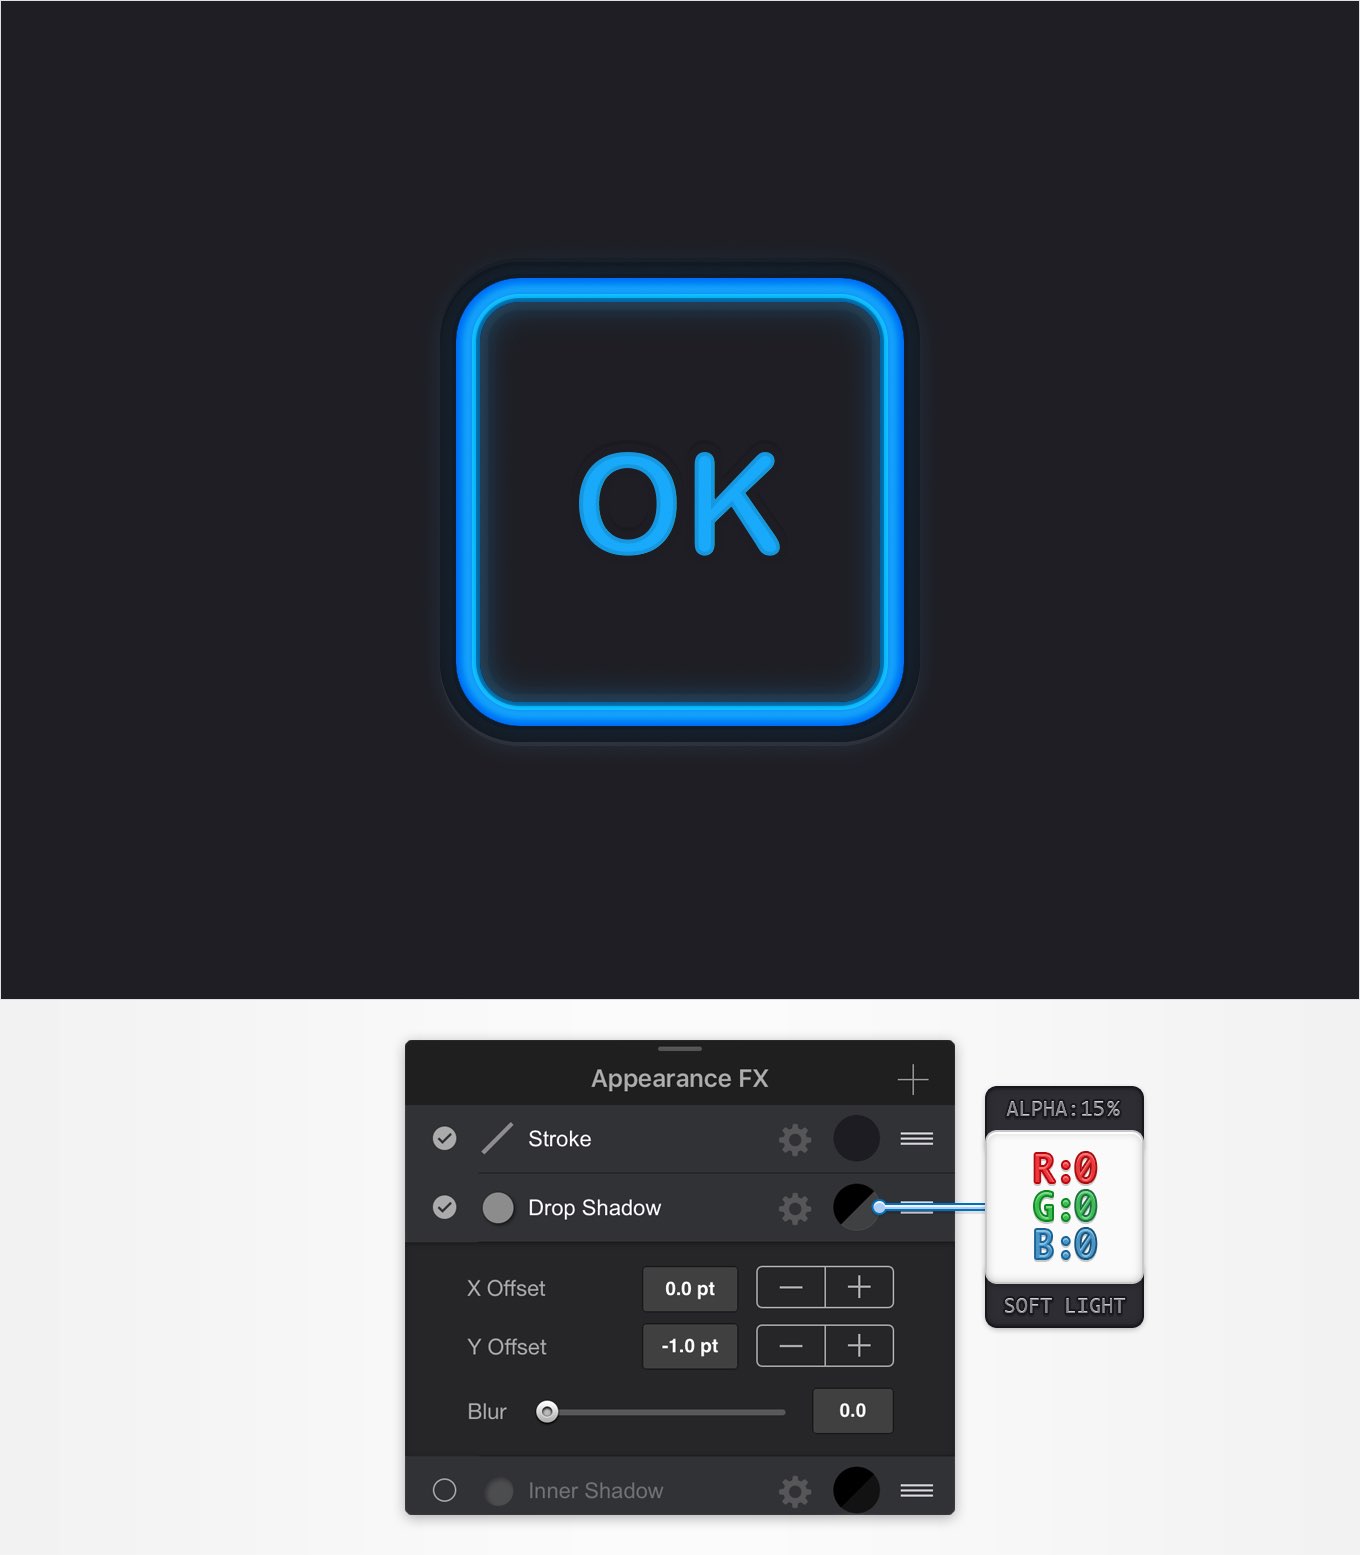 OK
Appearance FX
Stroke
Drop Shadow
X Offset 0.0 pt
Y Offset -1.0 pt
Blur 0.0
Inner Shadow
ALPHA:15%
R:0
G:0
B:0
SOFT LIGHT